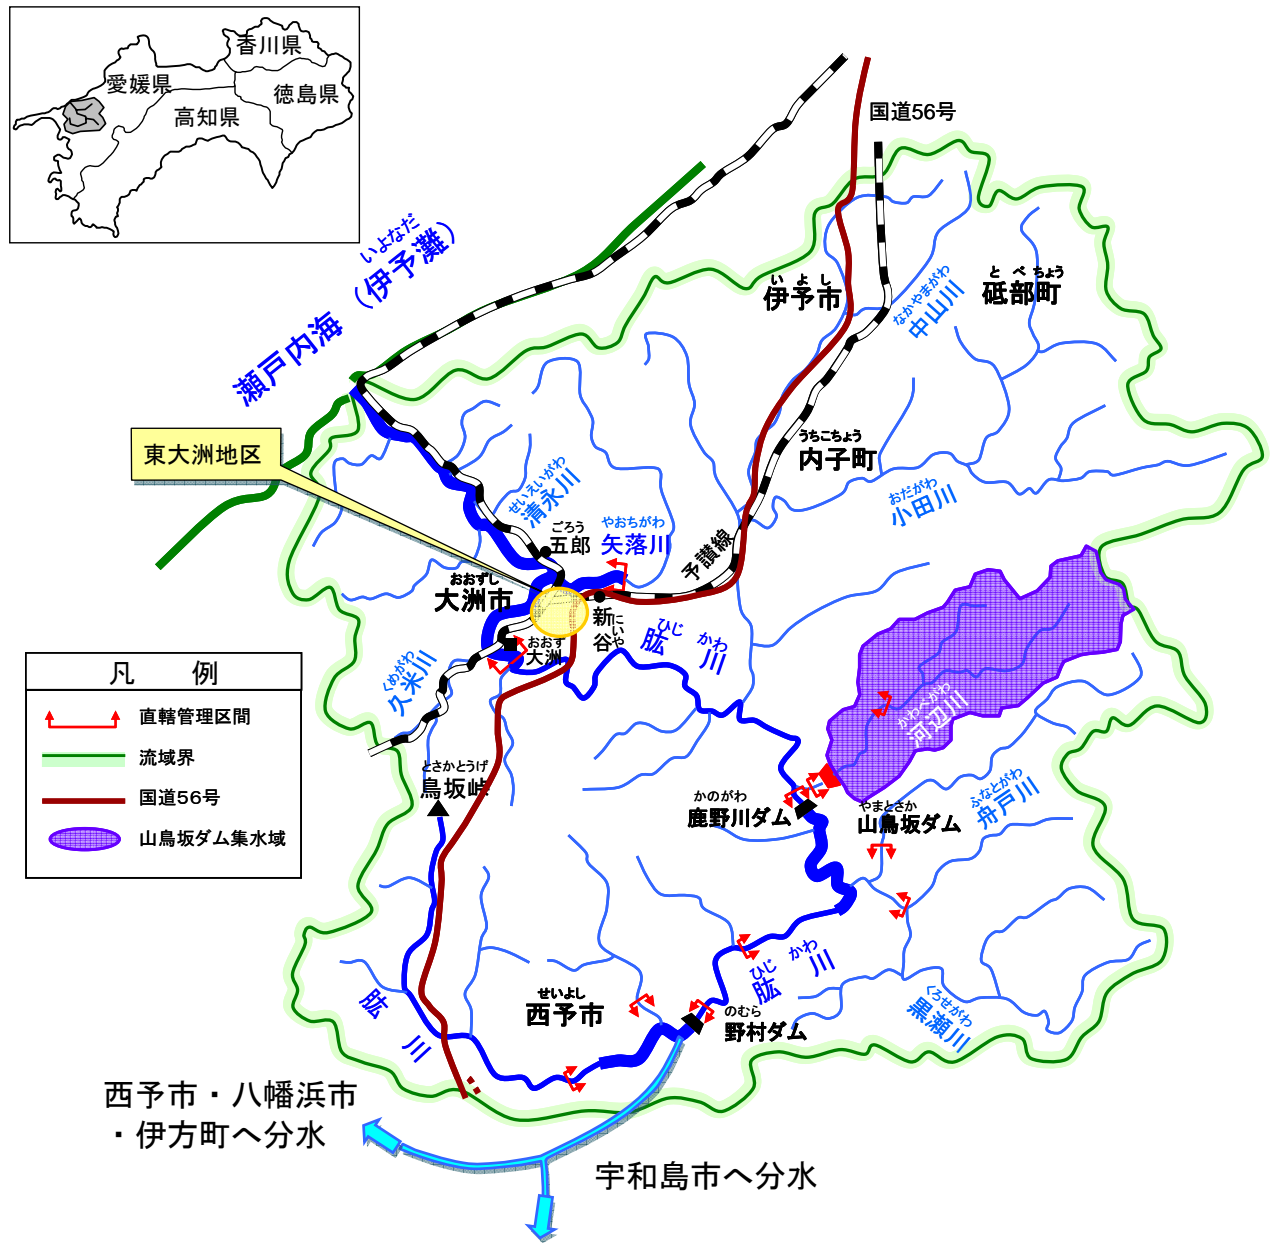 香川県
愛媛県
徳島県
高知県
国道56号
いよなだ
瀬戸内海（伊予灘）
いよし
伊予市
なかやまがわ
中山川
とべちょう
砥部町
東大洲地区
うちこちょう
内子町
せいえいがわ
清永川
おだがわ
小田川
ごろう
五郎
やおちがわ
矢落川
予讃線
おおずし
大洲市
新谷
にいや
ひじかわ
肱川
おおず
大洲
くめがわ
久米川
かわべがわ
河辺川
凡例
直轄管理区間
流域界
国道56号
山鳥坂ダム集水域
とさかとうげ
鳥坂峠
かのがわ
鹿野川ダム
やまとさか
山鳥坂ダム
ふなとがわ
舟戸川
ひじかわ
肱川
せいよし
西予市
のむら
野村ダム
くろせがわ
黒瀬川
肱川
西予市・八幡浜市
・伊方町へ分水
宇和島市へ分水